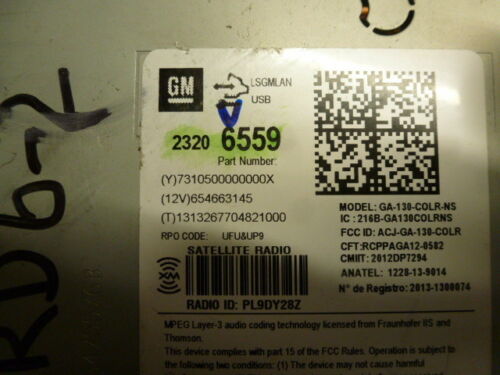 GM
LSGMLAN
USB
2320 6559
Part Number:
(Y)7310500000000X
(12V)654663145
(T)1313267704821000
RPO CODE: UFU&UP9
MODEL: GA-130-COLR-NS
IC : 216B-GA130COLRNS
FCC ID: ACJ-GA-130-COLR
CFT:RCPPAGA12-0582
CMIIT: 2012DP7294
ANATEL: 1228-13-9014
N° de Registro: 2013-1300074
SATELLITE RADIO
XM
RADIO ID: PL9DY28Z
MPEG Layer-3 audio coding technology licensed from Fraunhofer IIS and
Thomson.
This device complies with part 15 of the FCC Rules. Operation is subject to
the following two conditions: (1) This device may not cause harmful
RD6-2